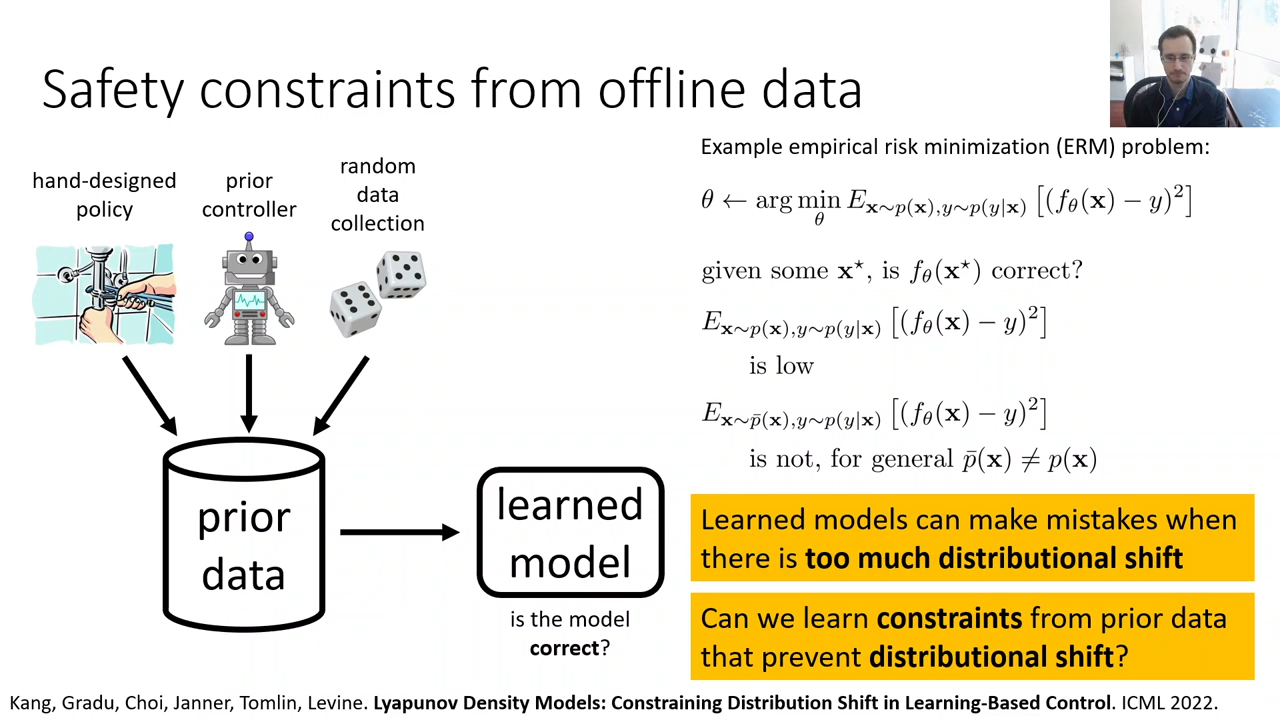 Safety constraints from offline data
hand-designed
policy
prior
controller
random
data
collection
prior
data
learned
model
is the model
correct?
Example empirical risk minimization (ERM) problem:
θ ← arg min_θ E_{x∼p(x),y∼p(y|x)} [(f_θ(x) − y)²]
given some x⋆, is f_θ(x⋆) correct?
E_{x∼p(x),y∼p(y|x)} [(f_θ(x) − y)²]
is low
E_{x∼p̄(x),y∼p(y|x)} [(f_θ(x) − y)²]
is not, for general p̄(x) ≠ p(x)
Learned models can make mistakes when
there is too much distributional shift
Can we learn constraints from prior data
that prevent distributional shift?
Kang, Gradu, Choi, Janner, Tomlin, Levine. Lyapunov Density Models: Constraining Distribution Shift in Learning-Based Control. ICML 2022.